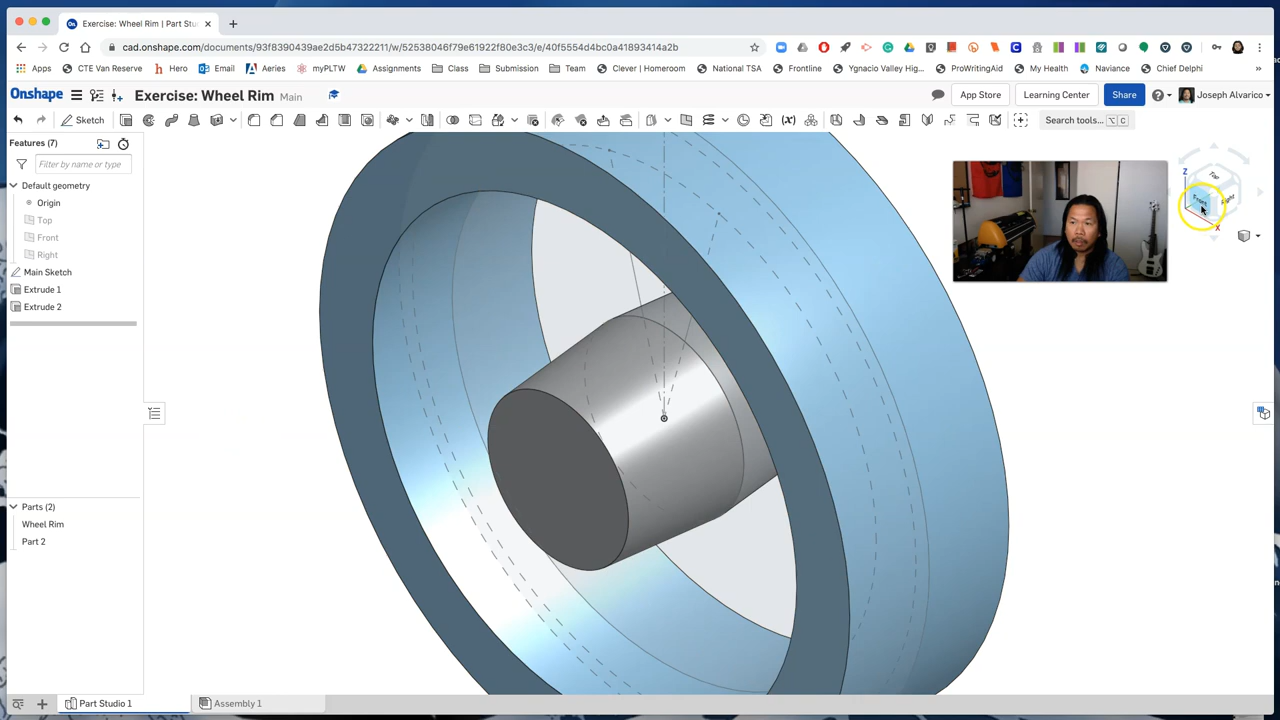 Exercise: Wheel Rim | Part Stu
cad.onshape.com/documents/93f8390439ae2d5b47322211/w/52538046f79e61922f80e3c3/e/40f5554d4bc0a41893414a2b
Apps
CTE Van Reserve
Hero
Email
Aeries
myPLTW
Assignments
Class
Submission
Team
Clever | Homeroom
National TSA
Frontline
Ygnacio Valley Hig...
ProWritingAid
My Health
Naviance
Chief Delphi
»
Onshape
Exercise: Wheel Rim Main
App Store
Learning Center
Share
Joseph Alvarico
Sketch
Search tools... ⌥ C
Features (7)
Filter by name or type
Default geometry
Origin
Top
Front
Right
Main Sketch
Extrude 1
Extrude 2
Z
Top
Front
Right
X
Parts (2)
Wheel Rim
Part 2
Part Studio 1
Assembly 1